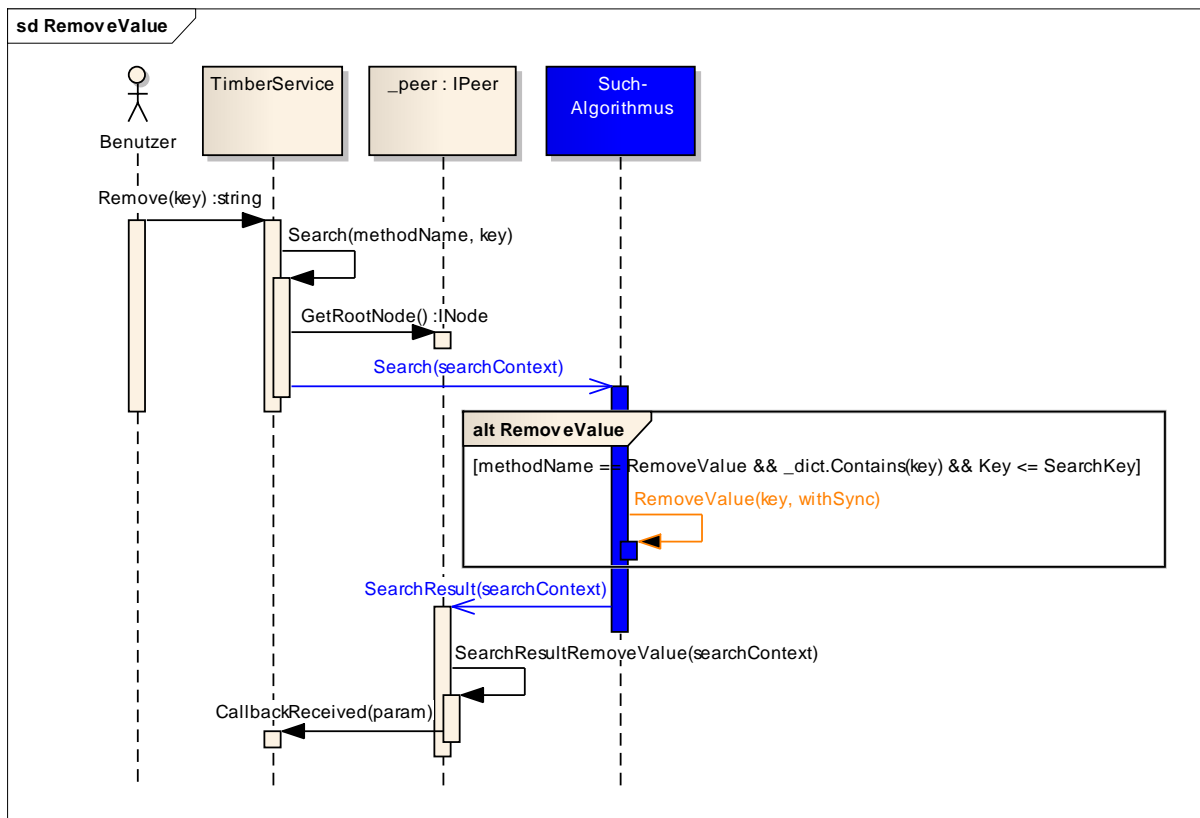 sd RemoveValue
Benutzer
TimberService
_peer : IPeer
Such-
Algorithmus
Remove(key) :string
Search(methodName, key)
GetRootNode() :INode
Search(searchContext)
alt RemoveValue
[methodName == RemoveValue && _dict.Contains(key) && Key <= SearchKey]
RemoveValue(key, withSync)
SearchResult(searchContext)
SearchResultRemoveValue(searchContext)
CallbackReceived(param)